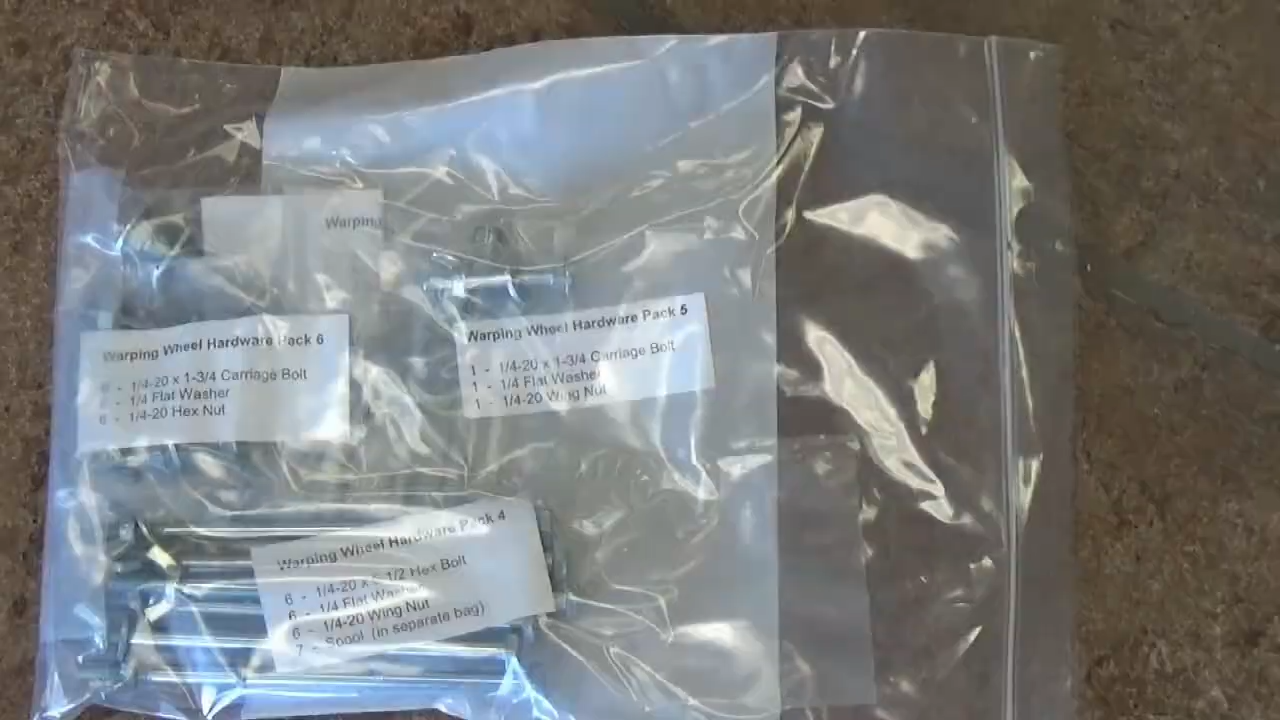 Warping
Warping Wheel Hardware Pack 6
- 1/4-20 x 1-3/4 Carriage Bolt
- 1/4 Flat Washer
6 - 1/4-20 Hex Nut
Warping Wheel Hardware Pack 5
1 - 1/4-20 x 1-3/4 Carriage Bolt
1 - 1/4 Flat Washer
1 - 1/4-20 Wing Nut
Warping Wheel Hardware Pack 4
6 - 1/4-20 x 1/2 Hex Bolt
6 - 1/4 Flat Washer
6 - 1/4-20 Wing Nut
7 - Spool (in separate bag)